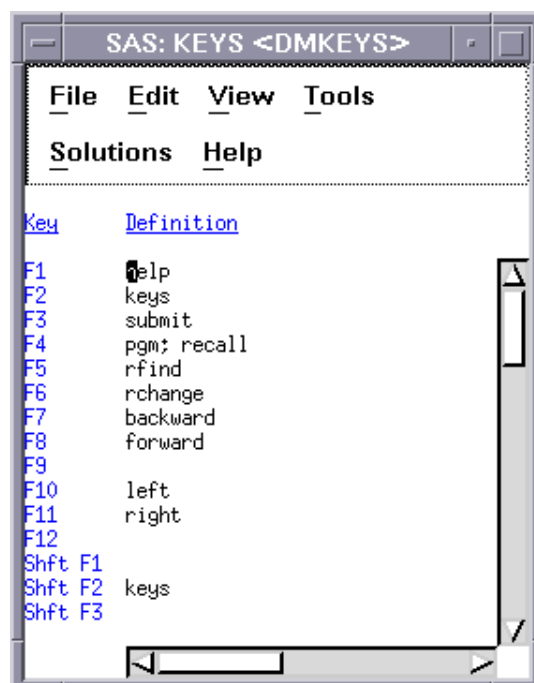 SAS: KEYS <DMKEYS>
File Edit View Tools
Solutions Help
Key Definition
F1 help
F2 keys
F3 submit
F4 pgm; recall
F5 rfind
F6 rchange
F7 backward
F8 forward
F9
F10 left
F11 right
F12
Shft F1
Shft F2 keys
Shft F3